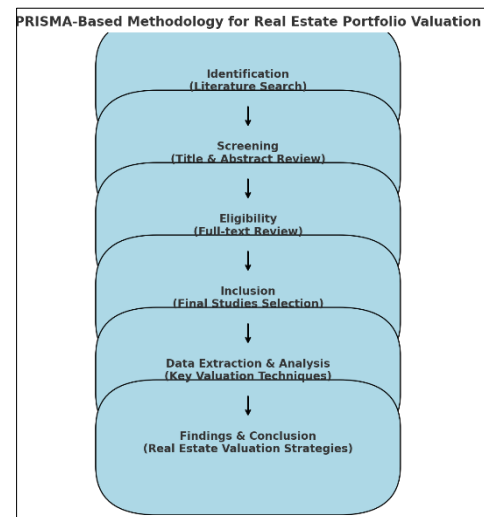 PRISMA-Based Methodology for Real Estate Portfolio Valuation
Identification
(Literature Search)
Screening
(Title & Abstract Review)
Eligibility
(Full-text Review)
Inclusion
(Final Studies Selection)
Data Extraction & Analysis
(Key Valuation Techniques)
Findings & Conclusion
(Real Estate Valuation Strategies)